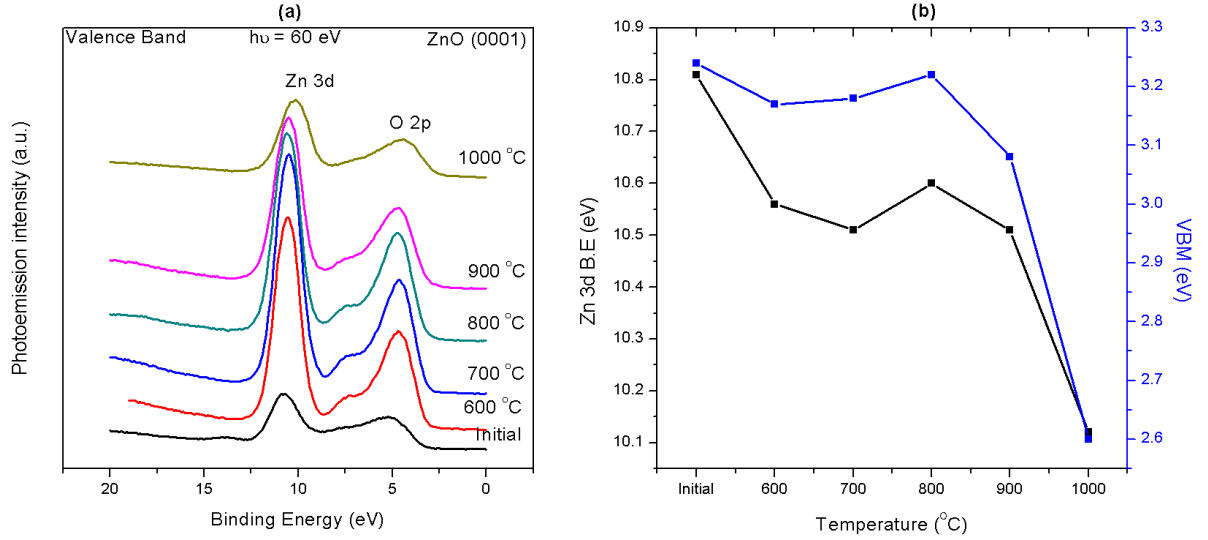 (a)
Valence Band hυ = 60 eV ZnO (0001)
Zn 3d
O 2p
1000 °C
900 °C
800 °C
700 °C
600 °C
Initial
Photoemission intensity (a.u.)
20 15 10 5 0
Binding Energy (eV)
(b)
10.9
10.8
10.7
10.6
10.5
10.4
10.3
10.2
10.1
Zn 3d B.E (eV)
3.3
3.2
3.1
3.0
2.9
2.8
2.7
2.6
VBM (eV)
Initial 600 700 800 900 1000
Temperature (°C)